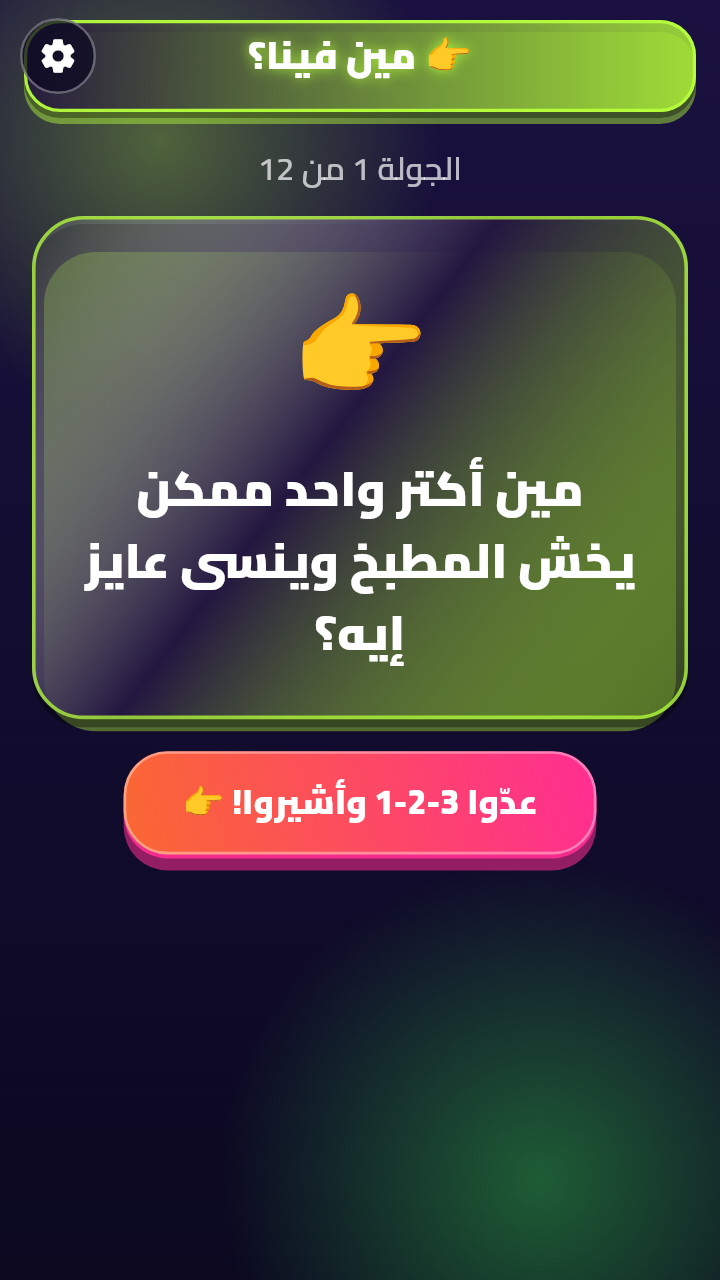 👉 مين فينا؟
الجولة 1 من 12
👉
مين أكتر واحد ممكن
يخش المطبخ وينسى عايز
إيه؟
عدّوا 3-2-1 وأشيروا! 👉